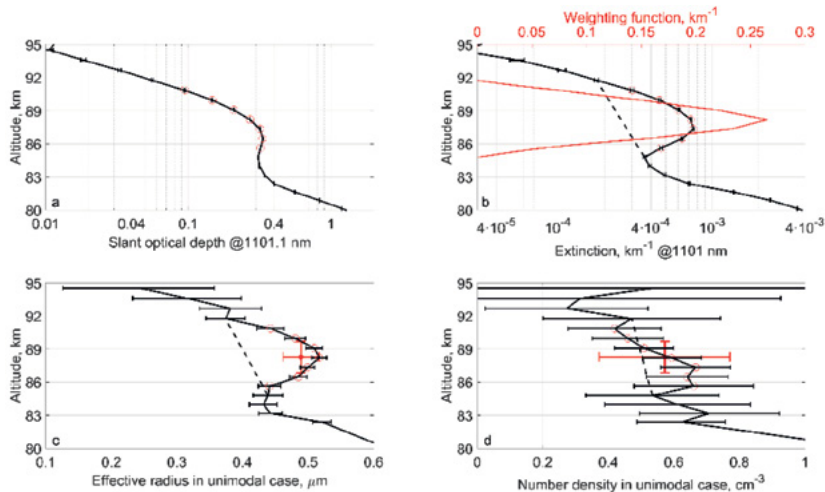 Weighting function, km⁻¹
0 0.05 0.1 0.15 0.2 0.25 0.3
95
92
89
86
83
80
Altitude, km
a
0.01 0.04 0.1 0.4 1
Slant optical depth @1101.1 nm
95
92
89
86
83
80
Altitude, km
b
4·10⁻⁵ 10⁻⁴ 4·10⁻⁴ 10⁻³ 4·10⁻³
Extinction, km⁻¹ @1101 nm
95
92
89
86
83
80
Altitude, km
c
0.1 0.2 0.3 0.4 0.5 0.6
Effective radius in unimodal case, μm
95
92
89
86
83
80
Altitude, km
d
0 0.2 0.4 0.6 0.8 1
Number density in unimodal case, cm⁻³